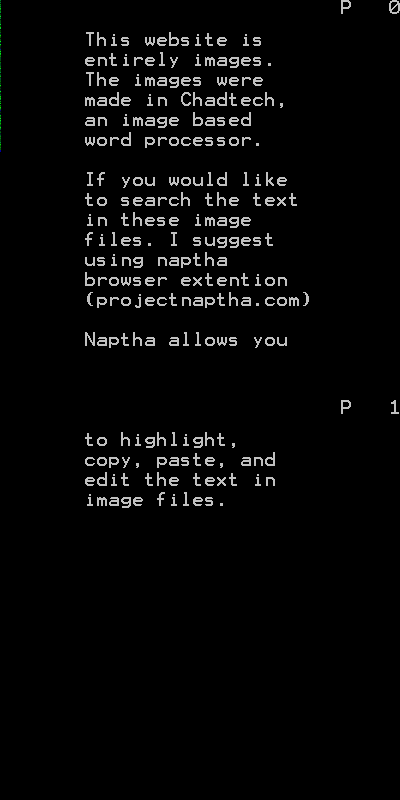 P 0
This website is
entirely images.
The images were
made in Chadtech,
an image based
word processor.
If you would like
to search the text
in these image
files. I suggest
using naptha
browser extention
(projectnaptha.com)
Naptha allows you
P 1
to highlight,
copy, paste, and
edit the text in
image files.